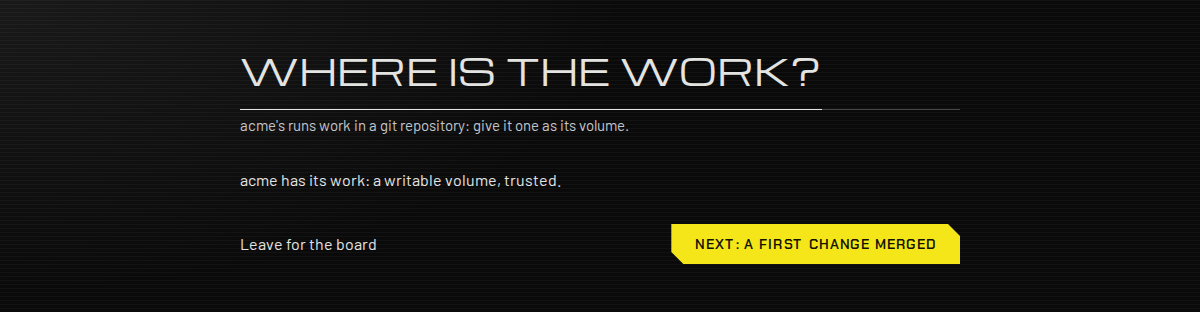 WHERE IS THE WORK?
acme's runs work in a git repository: give it one as its volume.
acme has its work: a writable volume, trusted.
Leave for the board
NEXT: A FIRST CHANGE MERGED